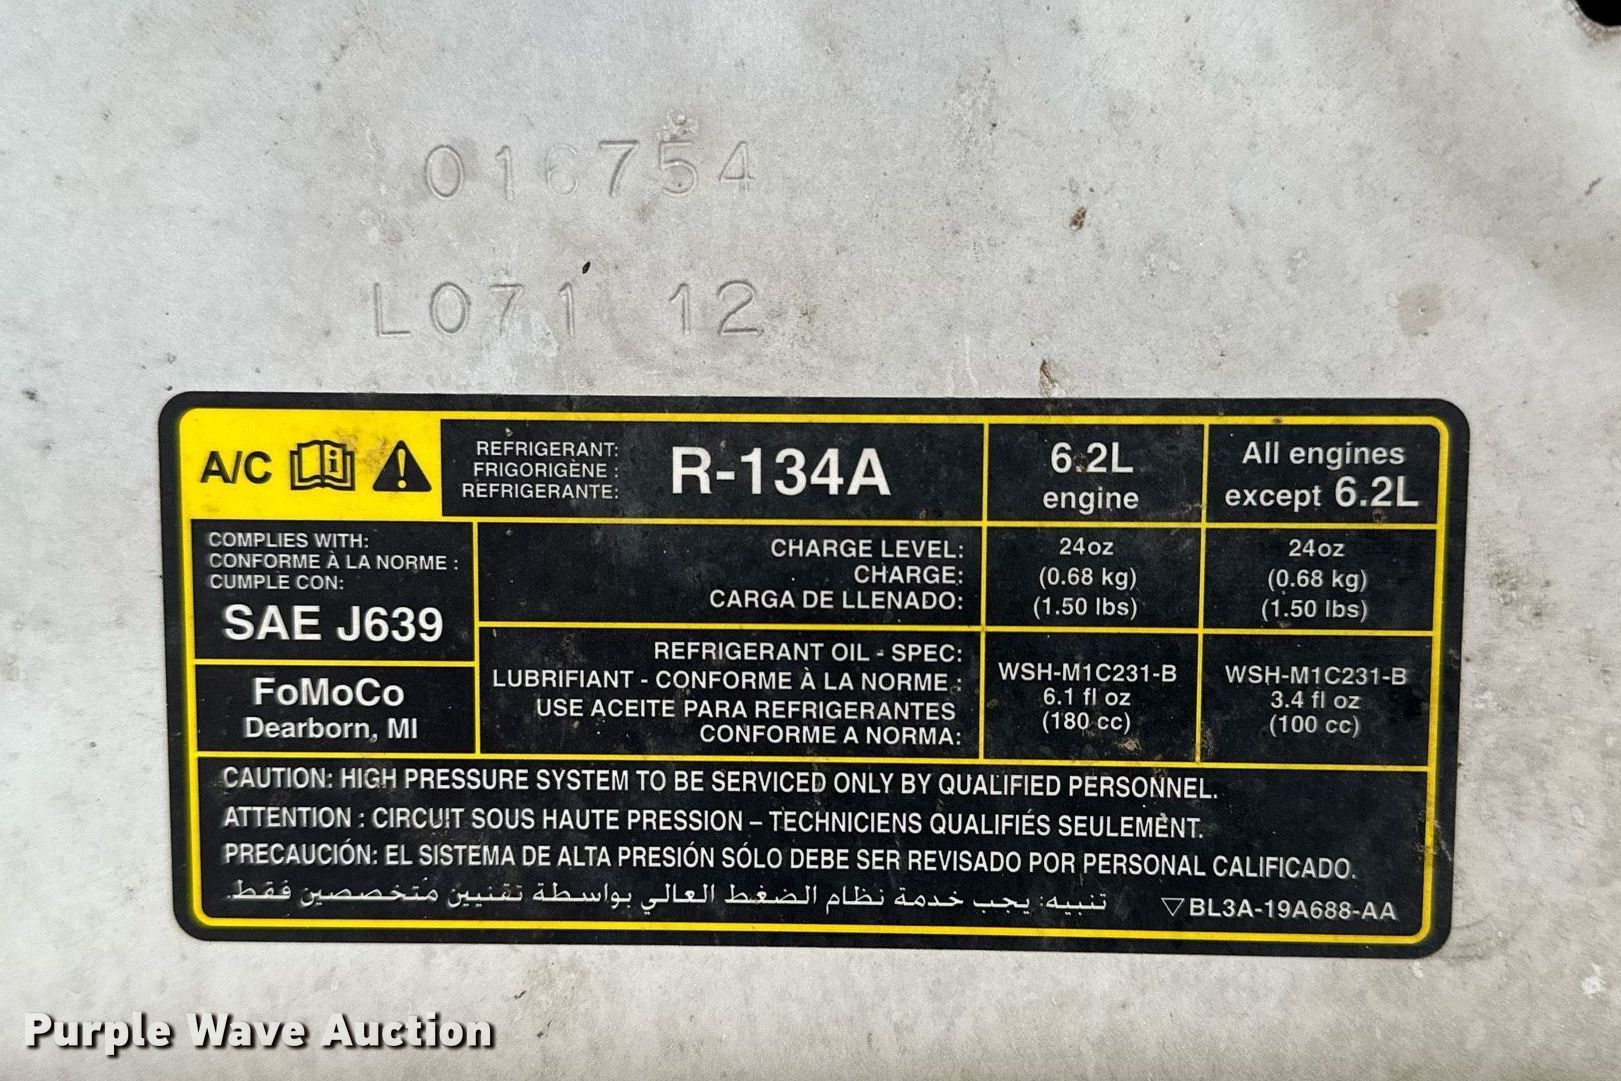 016754
L071 12
A/C
REFRIGERANT:
FRIGORIGÈNE :
REFRIGERANTE:
R-134A
6.2L
engine
All engines
except 6.2L
COMPLIES WITH:
CONFORME À LA NORME :
CUMPLE CON:
SAE J639
CHARGE LEVEL:
CHARGE:
CARGA DE LLENADO:
24oz
(0.68 kg)
(1.50 lbs)
24oz
(0.68 kg)
(1.50 lbs)
FoMoCo
Dearborn, MI
REFRIGERANT OIL - SPEC:
LUBRIFIANT - CONFORME À LA NORME :
USE ACEITE PARA REFRIGERANTES
CONFORME A NORMA:
WSH-M1C231-B
6.1 fl oz
(180 cc)
WSH-M1C231-B
3.4 fl oz
(100 cc)
CAUTION: HIGH PRESSURE SYSTEM TO BE SERVICED ONLY BY QUALIFIED PERSONNEL.
ATTENTION : CIRCUIT SOUS HAUTE PRESSION – TECHNICIENS QUALIFIÉS SEULEMENT.
PRECAUCIÓN: EL SISTEMA DE ALTA PRESIÓN SÓLO DEBE SER REVISADO POR PERSONAL CALIFICADO.
تنبيه: يجب خدمة نظام الضغط العالي بواسطة تقنيين متخصصين فقط.
BL3A-19A688-AA
Purple Wave Auction